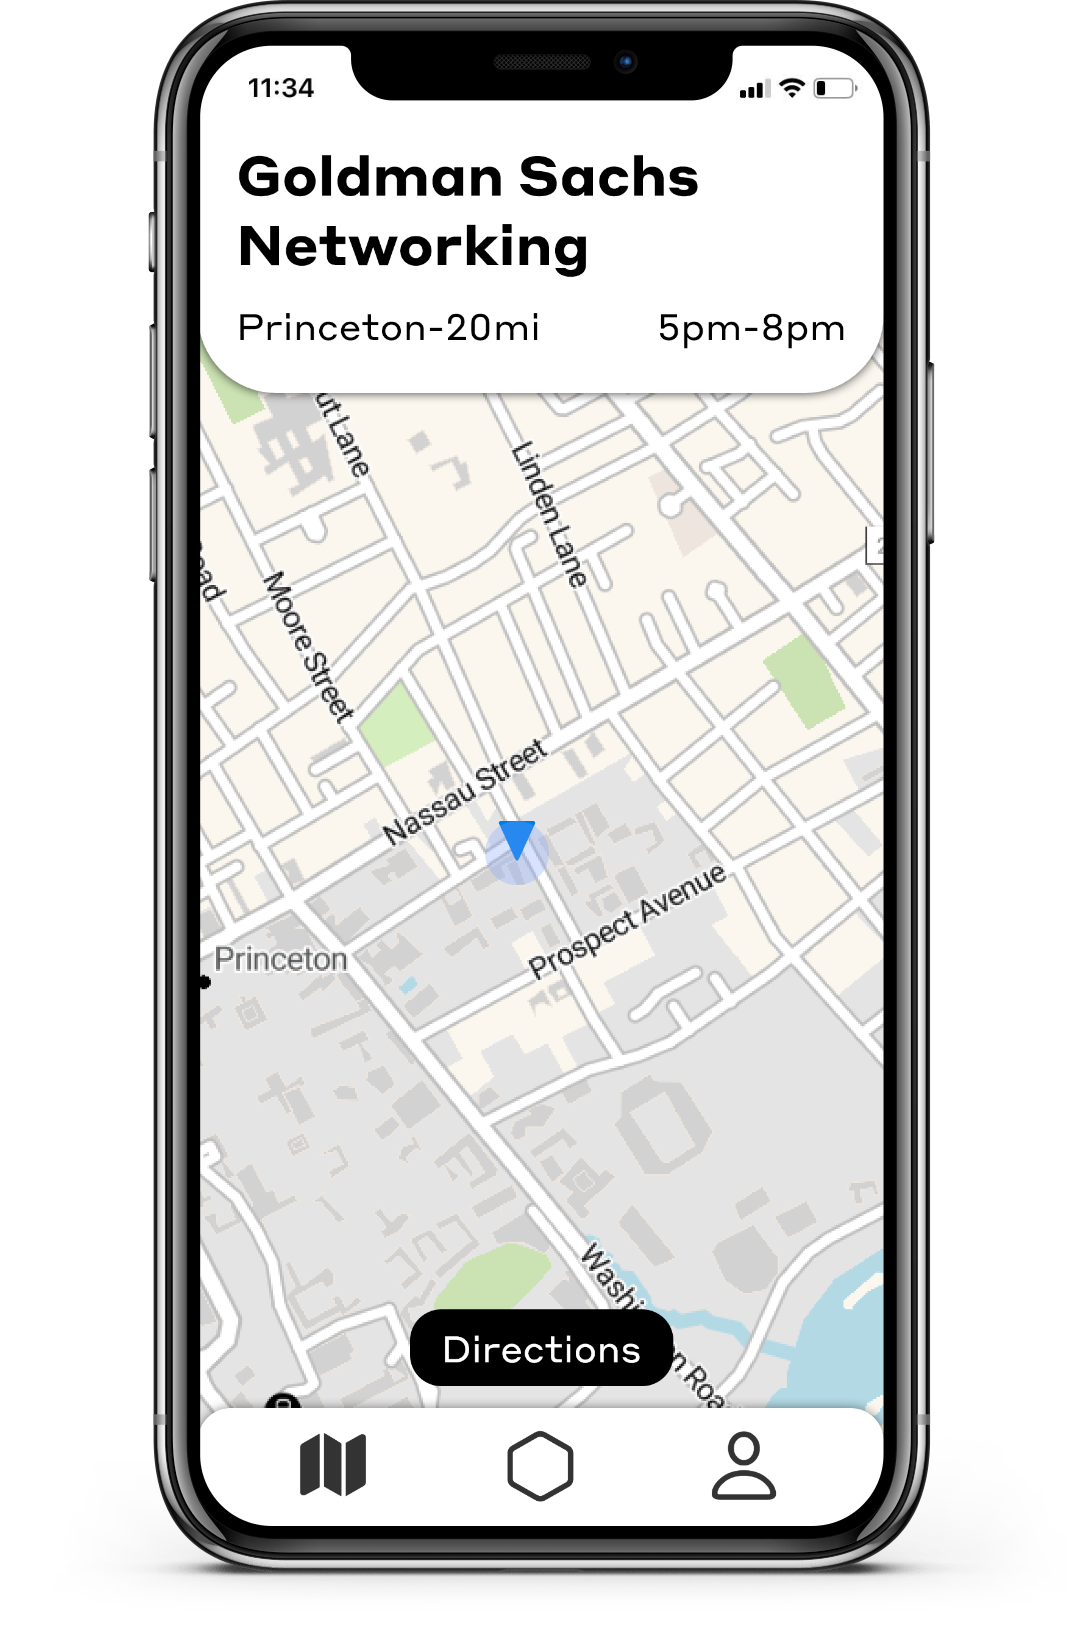 11:34
Goldman Sachs
Networking
Princeton-20mi 5pm-8pm
ut Lane
Linden Lane
oad
Moore Street
Nassau Street
Prospect Avenue
Princeton
Washi
n Roa
Directions